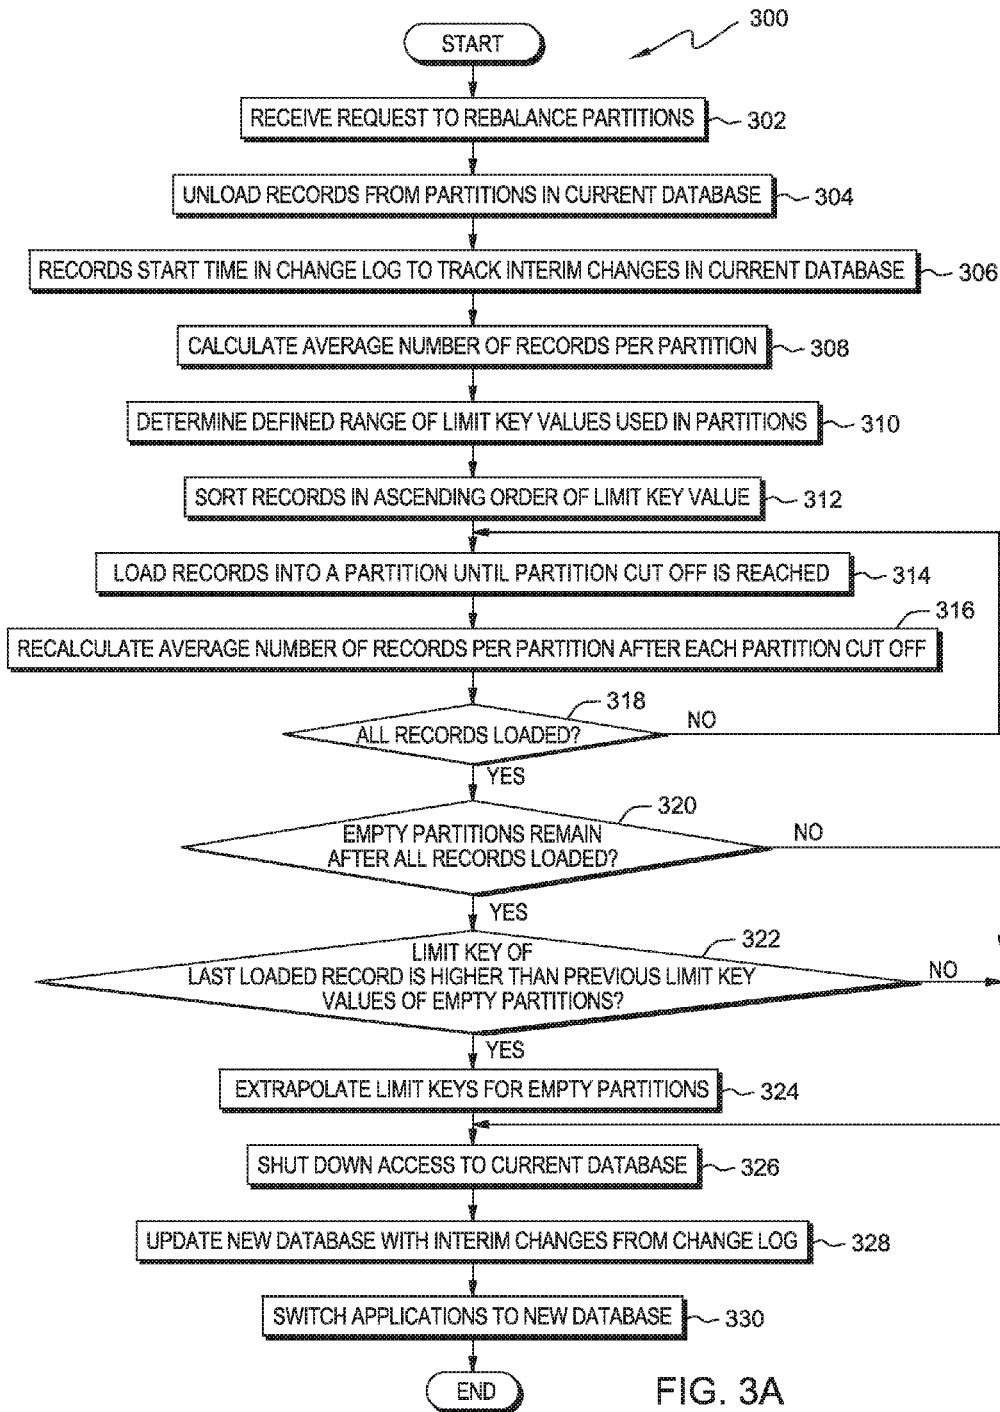 300
START
RECEIVE REQUEST TO REBALANCE PARTITIONS 302
UNLOAD RECORDS FROM PARTITIONS IN CURRENT DATABASE 304
RECORDS START TIME IN CHANGE LOG TO TRACK INTERIM CHANGES IN CURRENT DATABASE 306
CALCULATE AVERAGE NUMBER OF RECORDS PER PARTITION 308
DETERMINE DEFINED RANGE OF LIMIT KEY VALUES USED IN PARTITIONS 310
SORT RECORDS IN ASCENDING ORDER OF LIMIT KEY VALUE 312
LOAD RECORDS INTO A PARTITION UNTIL PARTITION CUT OFF IS REACHED 314
316
RECALCULATE AVERAGE NUMBER OF RECORDS PER PARTITION AFTER EACH PARTITION CUT OFF
318
ALL RECORDS LOADED? NO
YES
320
EMPTY PARTITIONS REMAIN NO
AFTER ALL RECORDS LOADED?
YES
322
LIMIT KEY OF
LAST LOADED RECORD IS HIGHER THAN PREVIOUS LIMIT KEY NO
VALUES OF EMPTY PARTITIONS?
YES
EXTRAPOLATE LIMIT KEYS FOR EMPTY PARTITIONS 324
SHUT DOWN ACCESS TO CURRENT DATABASE 326
UPDATE NEW DATABASE WITH INTERIM CHANGES FROM CHANGE LOG 328
SWITCH APPLICATIONS TO NEW DATABASE 330
END
FIG. 3A